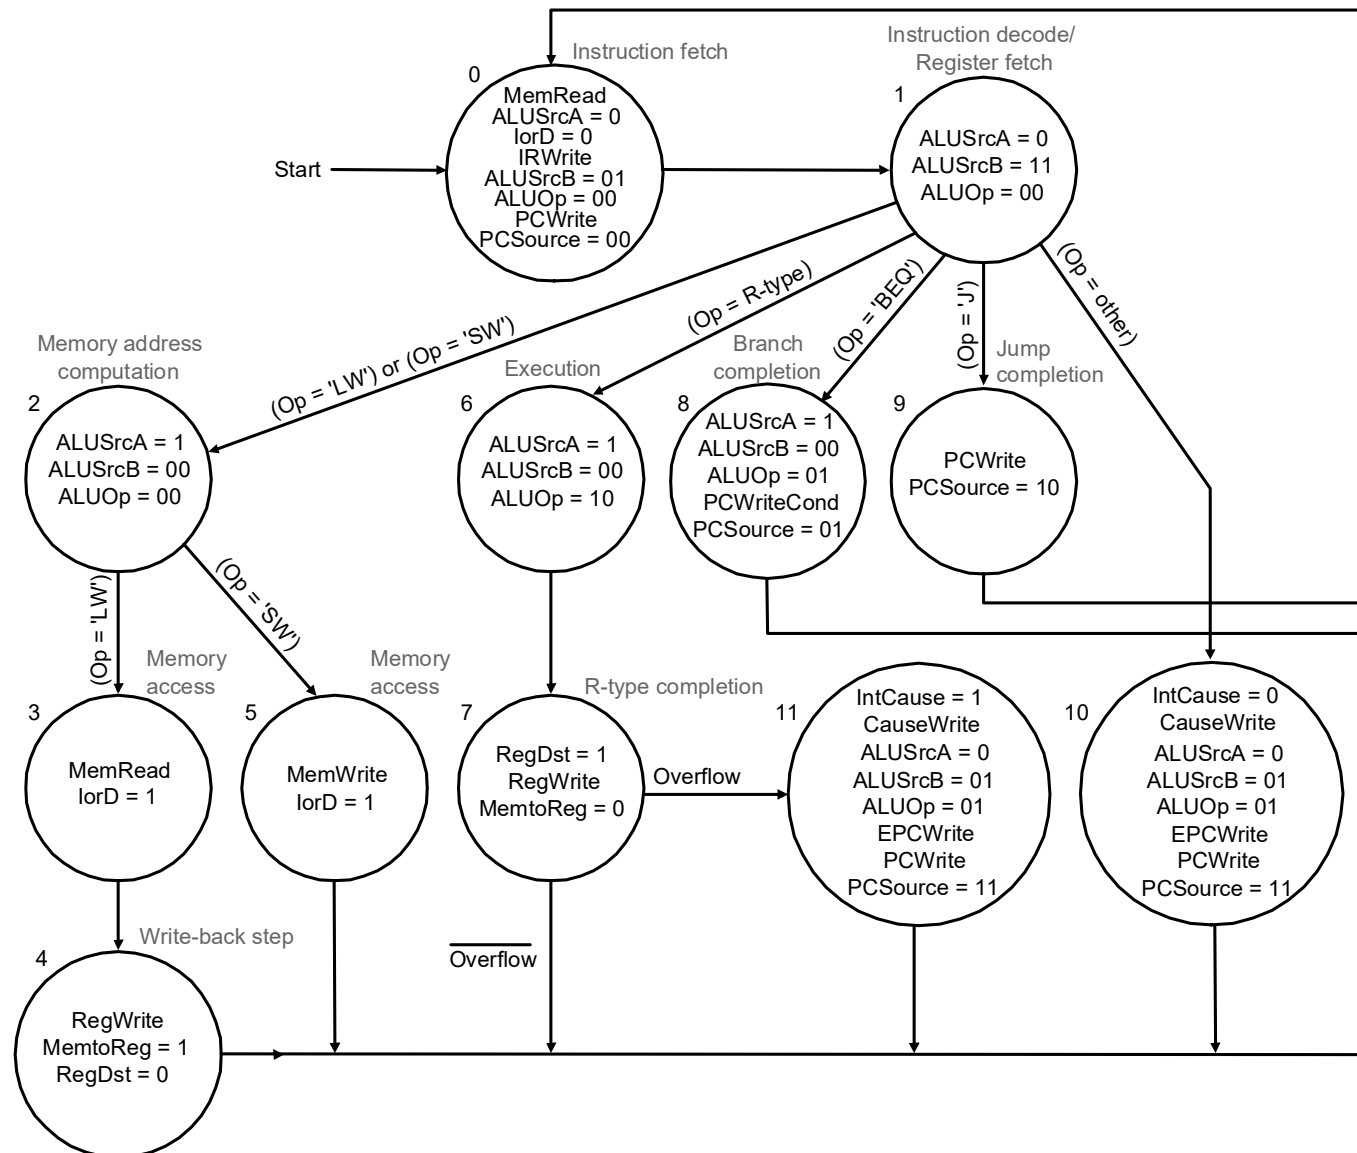 Instruction fetch
Instruction decode/
Register fetch
0
MemRead
ALUSrcA = 0
IorD = 0
IRWrite
ALUSrcB = 01
ALUOp = 00
PCWrite
PCSource = 00
Start
1
ALUSrcA = 0
ALUSrcB = 11
ALUOp = 00
(Op = 'LW') or (Op = 'SW')
(Op = R-type)
(Op = 'BEQ')
(Op = 'J')
(Op = other)
Memory address
computation
2
ALUSrcA = 1
ALUSrcB = 00
ALUOp = 00
Execution
6
ALUSrcA = 1
ALUSrcB = 00
ALUOp = 10
Branch
completion
8
ALUSrcA = 1
ALUSrcB = 00
ALUOp = 01
PCWriteCond
PCSource = 01
Jump
completion
9
PCWrite
PCSource = 10
(Op = 'LW')
(Op = 'SW')
Memory
access
3
MemRead
IorD = 1
Memory
access
5
MemWrite
IorD = 1
R-type completion
7
RegDst = 1
RegWrite
MemtoReg = 0
Overflow
Overflow
11
IntCause = 1
CauseWrite
ALUSrcA = 0
ALUSrcB = 01
ALUOp = 01
EPCWrite
PCWrite
PCSource = 11
10
IntCause = 0
CauseWrite
ALUSrcA = 0
ALUSrcB = 01
ALUOp = 01
EPCWrite
PCWrite
PCSource = 11
Write-back step
4
RegWrite
MemtoReg = 1
RegDst = 0